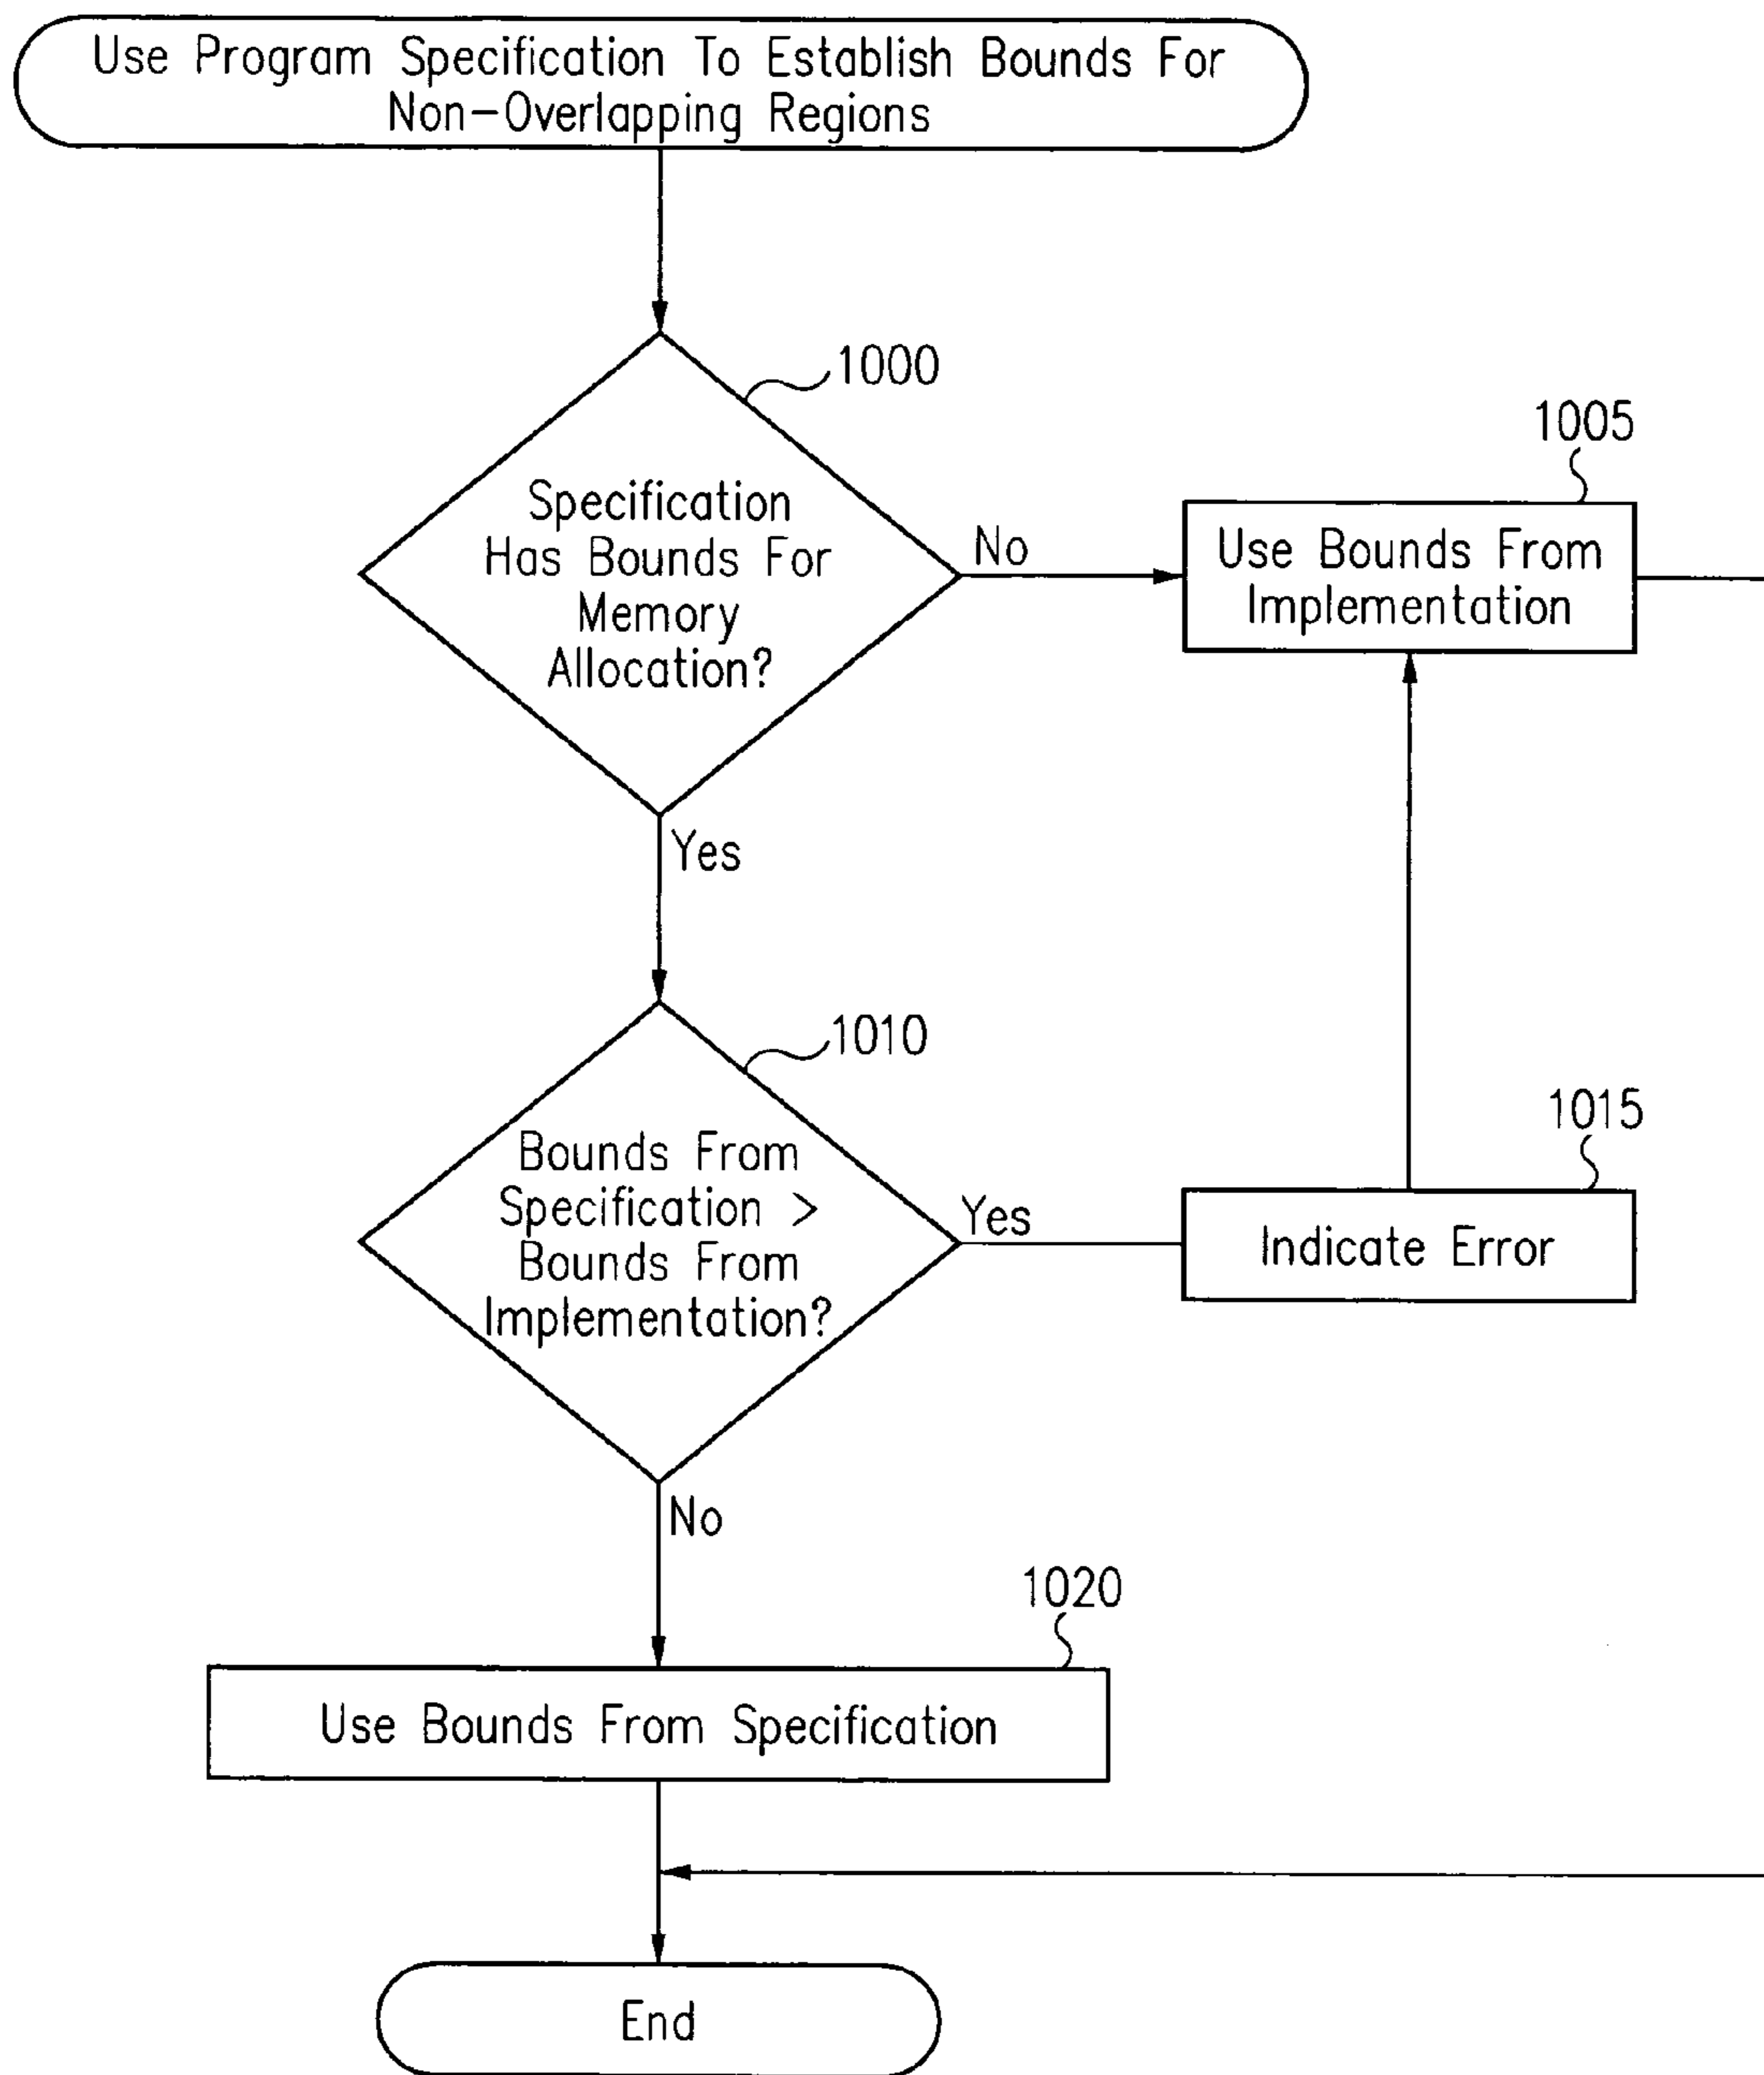 Use Program Specification To Establish Bounds For
Non-Overlapping Regions
1000
Specification
Has Bounds For
Memory
Allocation?
No
1005
Use Bounds From
Implementation
Yes
1010
Bounds From
Specification >
Bounds From
Implementation?
Yes
1015
Indicate Error
No
1020
Use Bounds From Specification
End